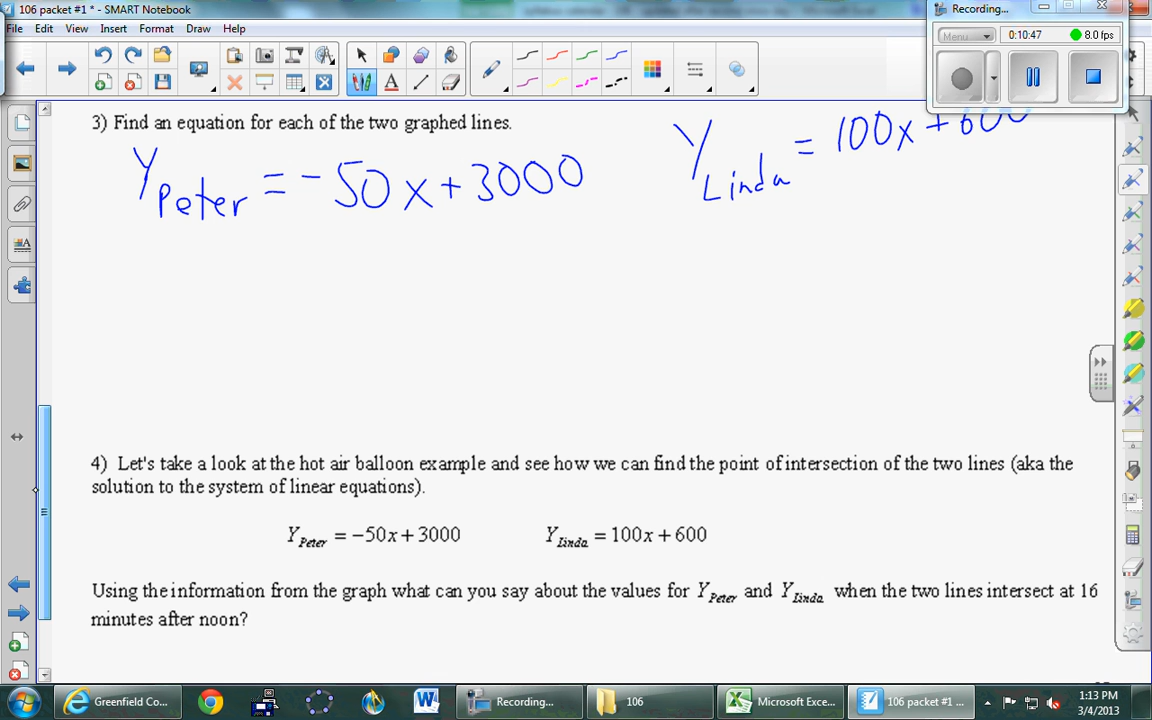 106 packet #1 * - SMART Notebook
Recording...
File Edit View Insert Format Draw Help
Menu 0:10:47 8.0 fps
3) Find an equation for each of the two graphed lines.
Y Peter = -50x + 3000
Y Linda = 100x + 600
4) Let's take a look at the hot air balloon example and see how we can find the point of intersection of the two lines (aka the
solution to the system of linear equations).
Y Peter = −50x + 3000 Y Linda = 100x + 600
Using the information from the graph what can you say about the values for Y Peter and Y Linda when the two lines intersect at 16
minutes after noon?
Greenfield Co... Recording... 106 Microsoft Exce... 106 packet #1 ... 1:13 PM
3/4/2013